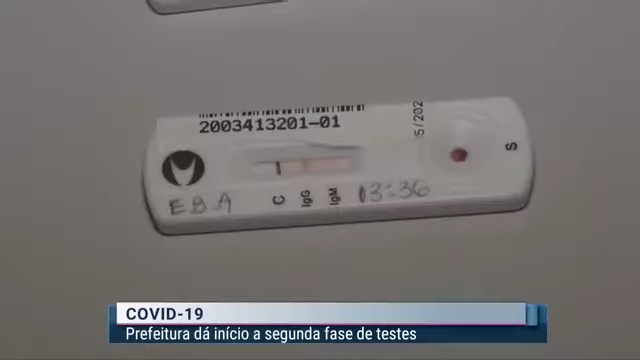 2003413201-01
5/202
S
C
IgG
IgM
EBA
13:36
COVID-19
Prefeitura dá início a segunda fase de testes